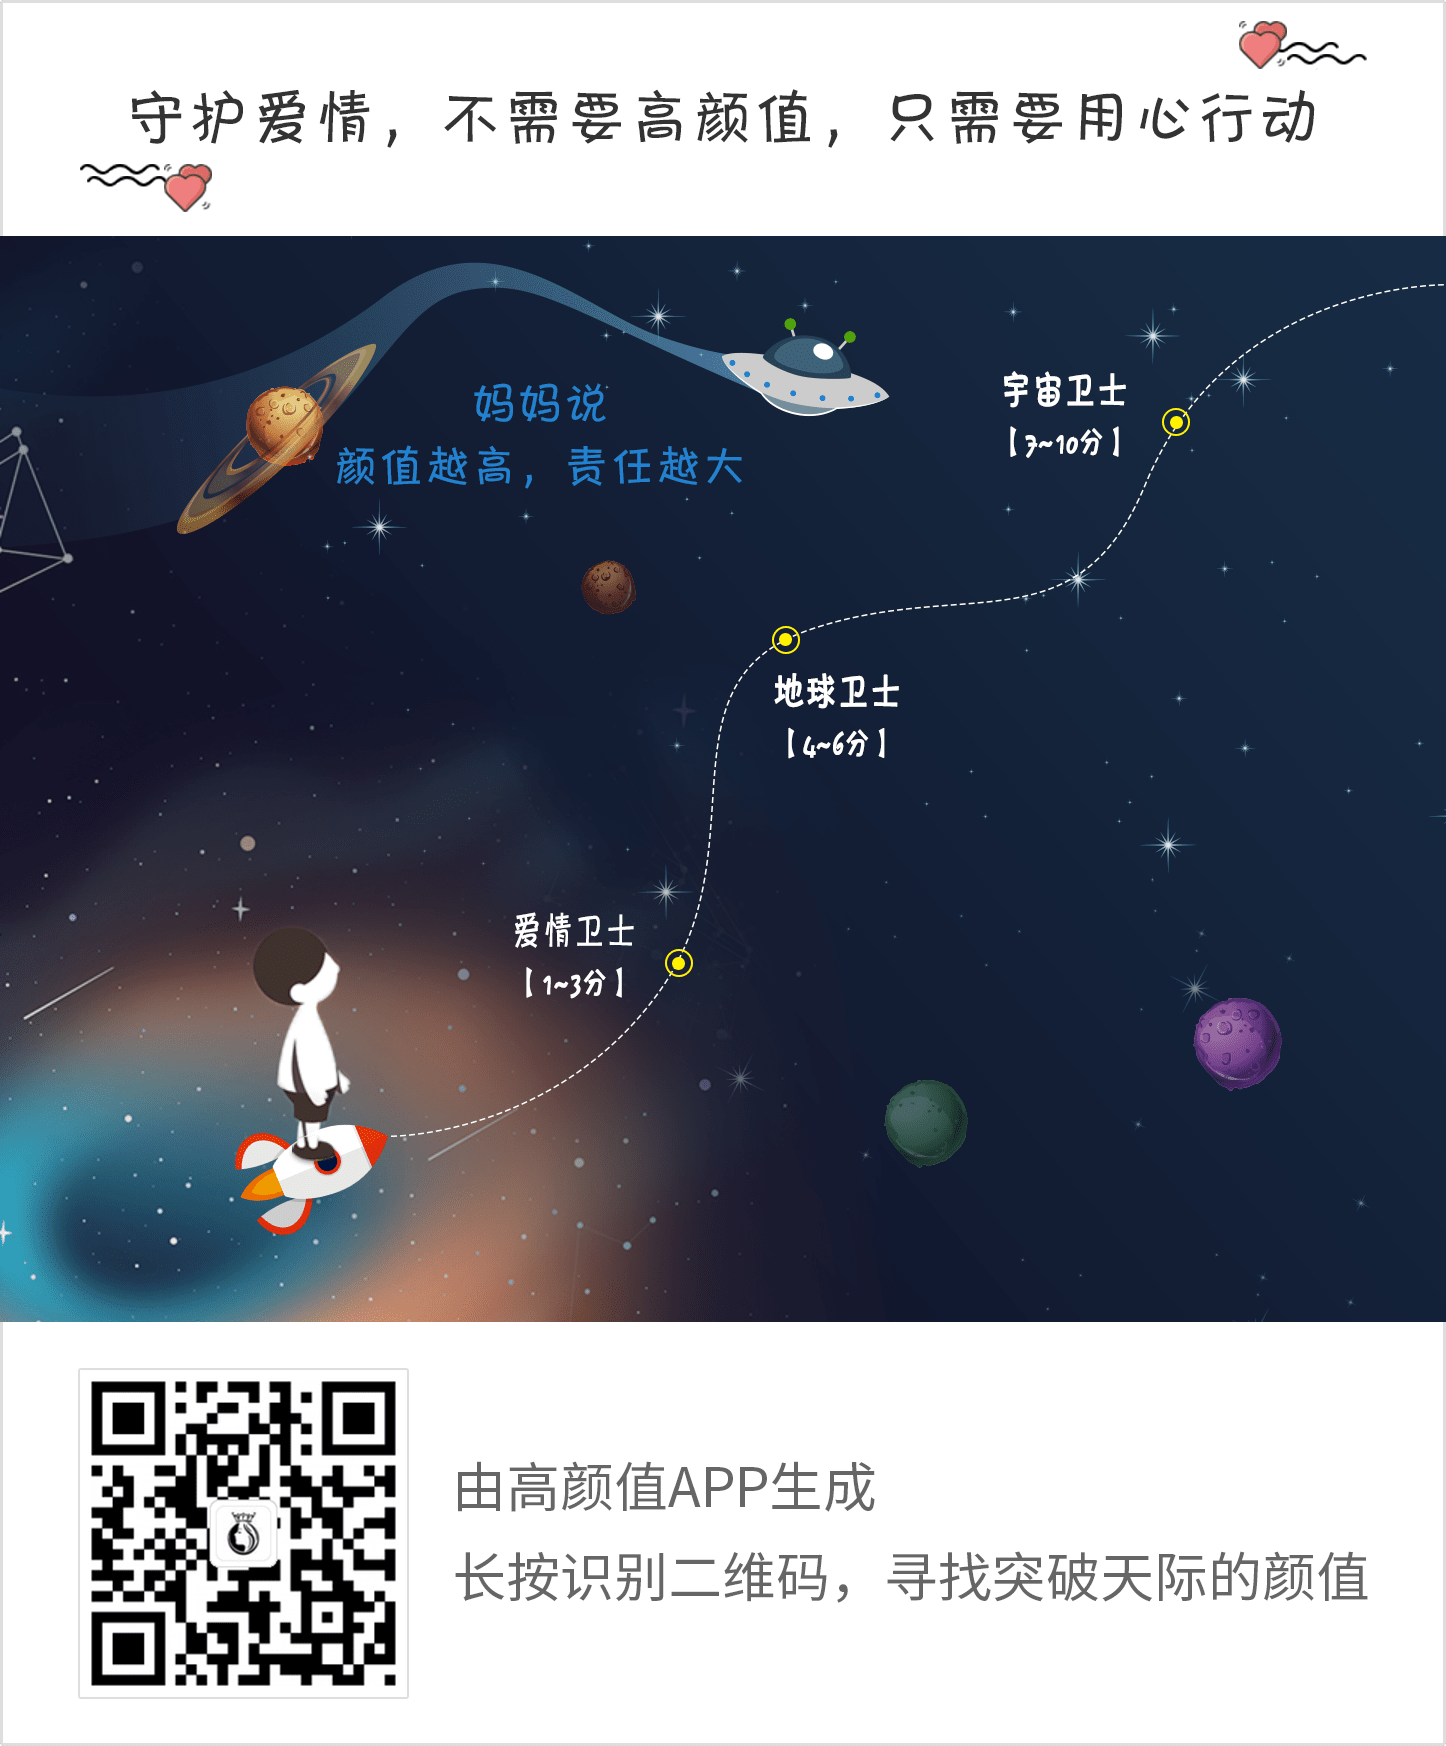 守护爱情，不需要高颜值，只需要用心行动
妈妈说
颜值越高，责任越大
宇宙卫士
【7~10分】
地球卫士
【4~6分】
爱情卫士
【1~3分】
由高颜值APP生成
长按识别二维码，寻找突破天际的颜值